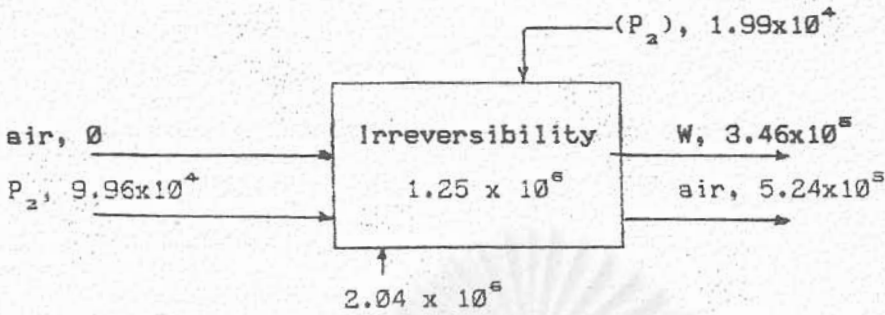 (P₂), 1.99x10⁴
air, 0
Irreversibility
W, 3.46x10⁵
P₂, 9.96x10⁴
1.25 x 10⁶
air, 5.24x10⁵
2.04 x 10⁶